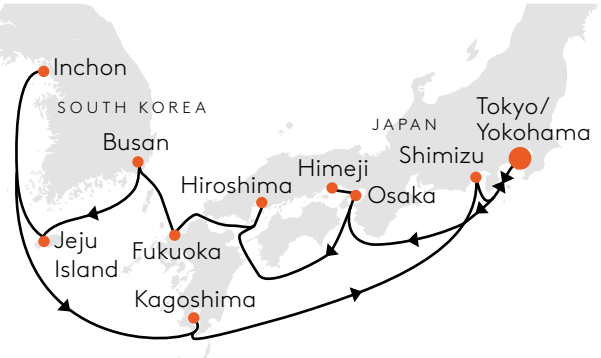 Inchon
SOUTH KOREA
Busan
Jeju
Island
Fukuoka
Hiroshima
Kagoshima
Himeji
Osaka
JAPAN
Shimizu
Tokyo/
Yokohama